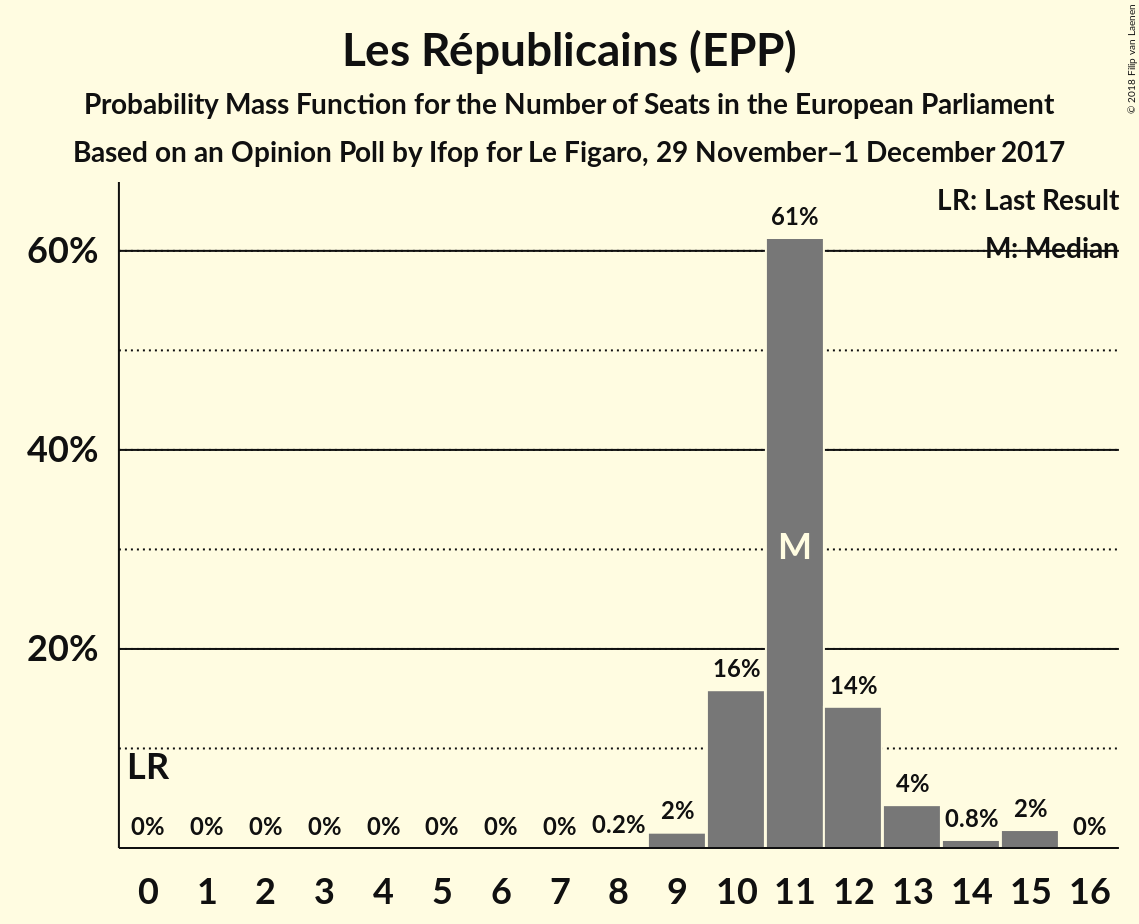 Les Républicains (EPP)
Probability Mass Function for the Number of Seats in the European Parliament
Based on an Opinion Poll by Ifop for Le Figaro, 29 November–1 December 2017
© 2018 Filip van Laenen
LR: Last Result
M: Median
61%
60%
40%
M
20%
16%
14%
LR
4%
2%
0.8%
2%
0% 0% 0% 0% 0% 0% 0% 0% 0.2% 0%
0 1 2 3 4 5 6 7 8 9 10 11 12 13 14 15 16